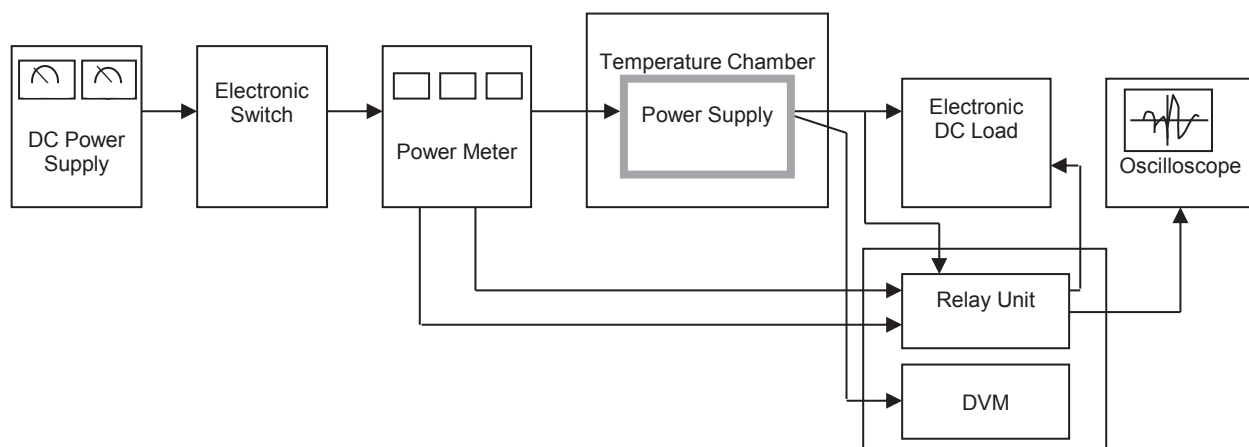 DC Power
Supply
Electronic
Switch
Power Meter
Temperature Chamber
Power Supply
Electronic
DC Load
Oscilloscope
Relay Unit
DVM